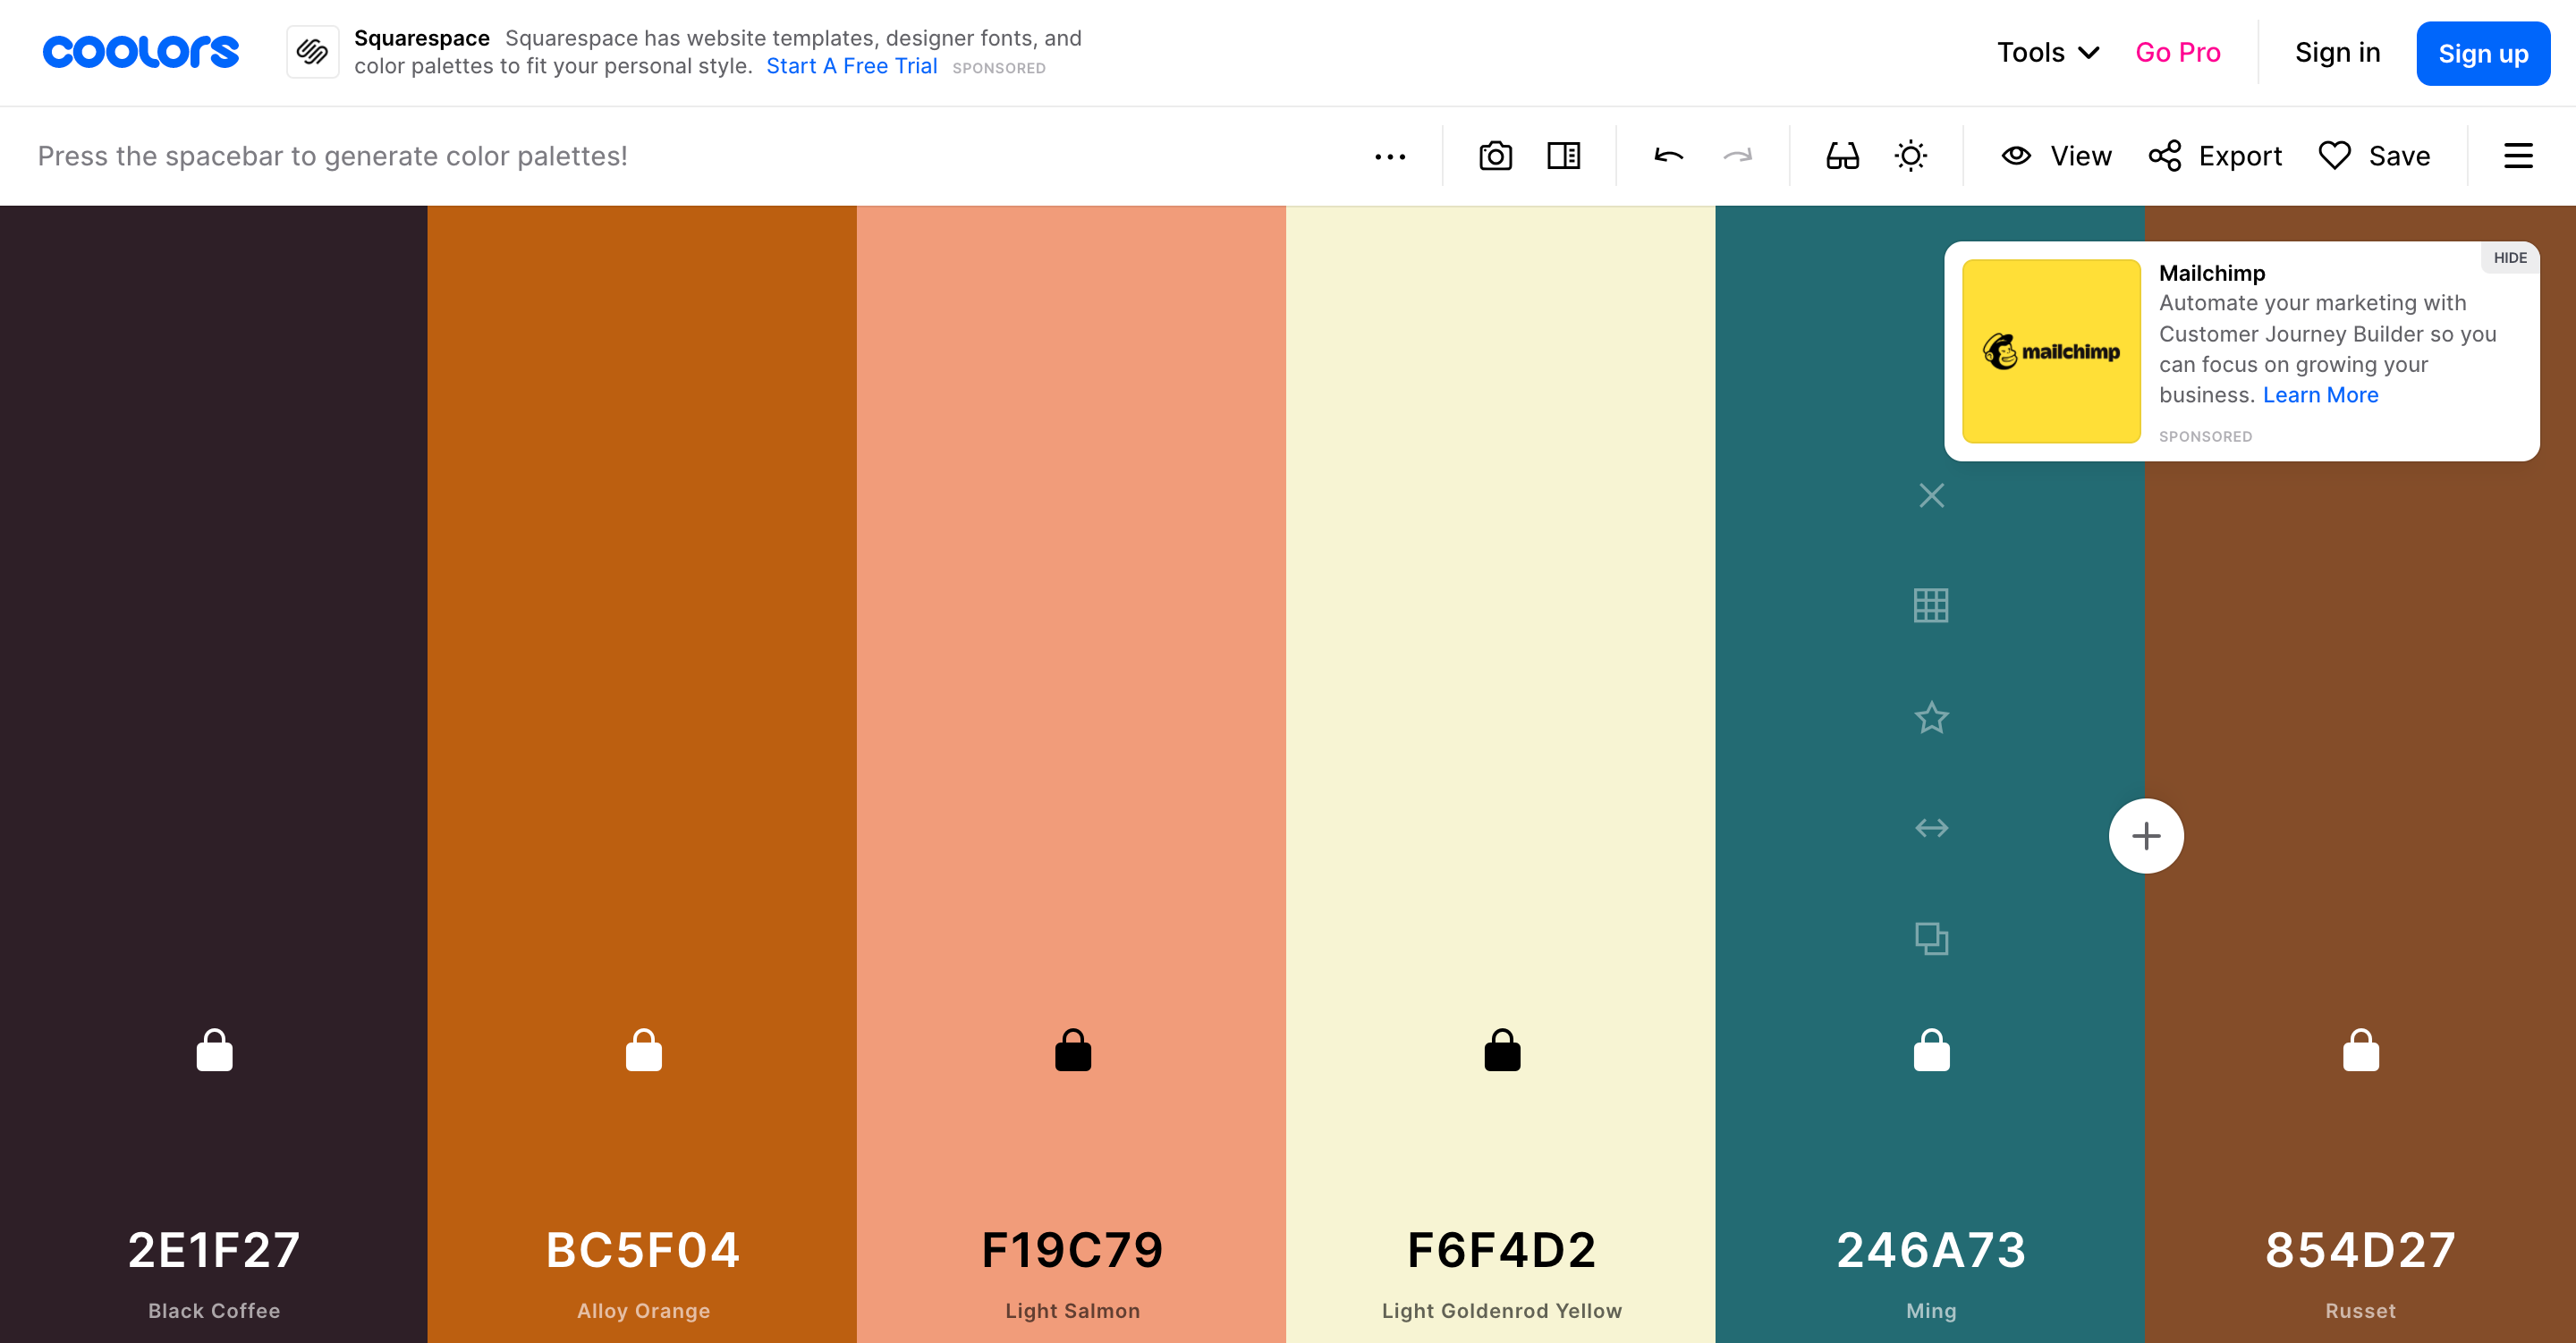 coolors
Squarespace Squarespace has website templates, designer fonts, and
color palettes to fit your personal style. Start A Free Trial SPONSORED
Tools Go Pro Sign in Sign up
Press the spacebar to generate color palettes!
View Export Save
HIDE
Mailchimp
Automate your marketing with
Customer Journey Builder so you
can focus on growing your
business. Learn More
SPONSORED
mailchimp
2E1F27 BC5F04 F19C79 F6F4D2 246A73 854D27
Black Coffee Alloy Orange Light Salmon Light Goldenrod Yellow Ming Russet